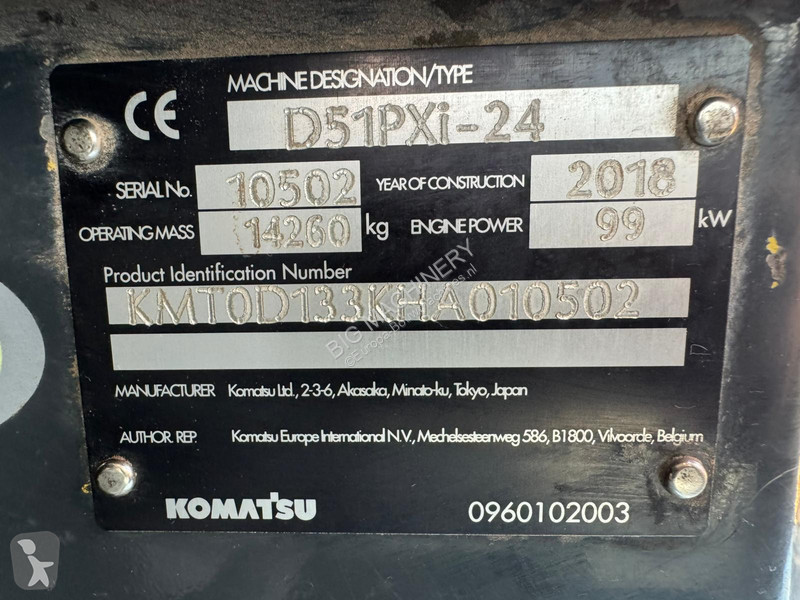 MACHINE DESIGNATION/TYPE
CE D51PXi-24
SERIAL No. 10502 YEAR OF CONSTRUCTION 2018
OPERATING MASS 14260 kg ENGINE POWER 99 kW
Product Identification Number
KMT0D133KHA010502
BIG MACHINERY
MANUFACTURER Komatsu Ltd., 2-3-6, Akasaka, Minato-ku, Tokyo, Japan
AUTHOR. REP. Komatsu Europe International N.V., Mechelsesteenweg 586, B1800, Vilvoorde, Belgium
KOMATSU 0960102003